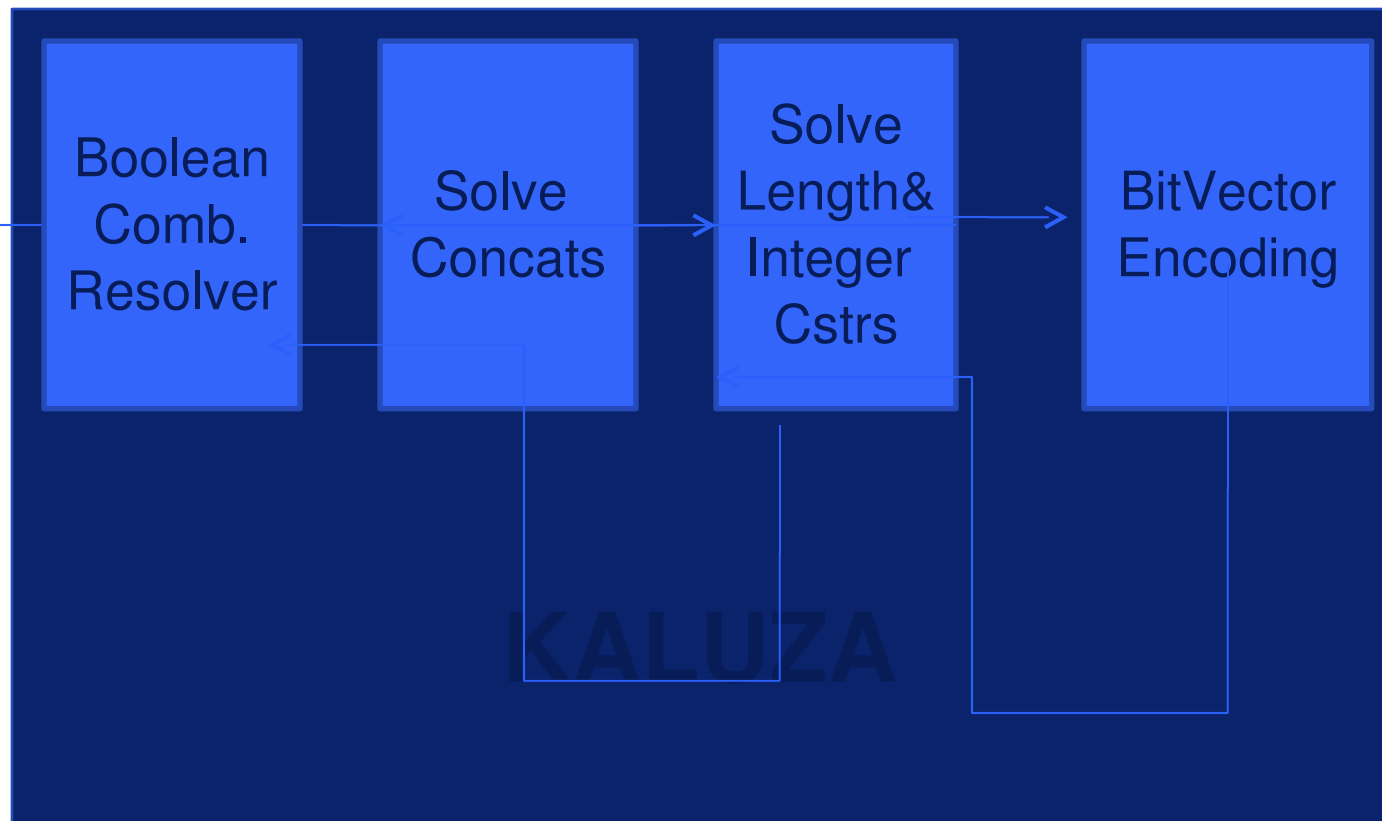 Boolean
Comb.
Resolver
Solve
Concats
Solve
Length&
Integer
Cstrs
BitVector
Encoding
KALUZA